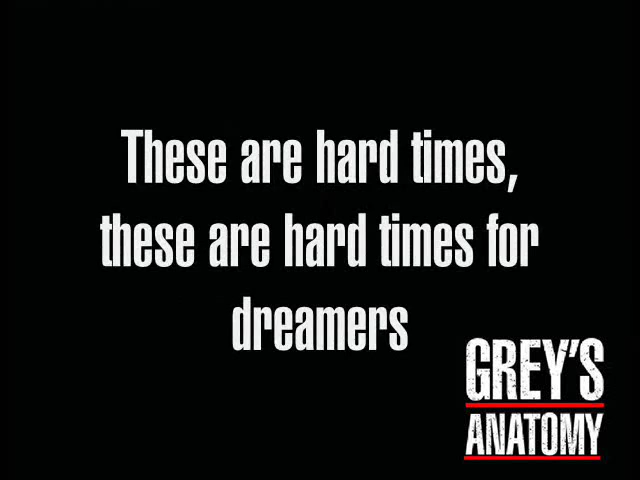 These are hard times,
these are hard times for
dreamers
GREY'S
ANATOMY